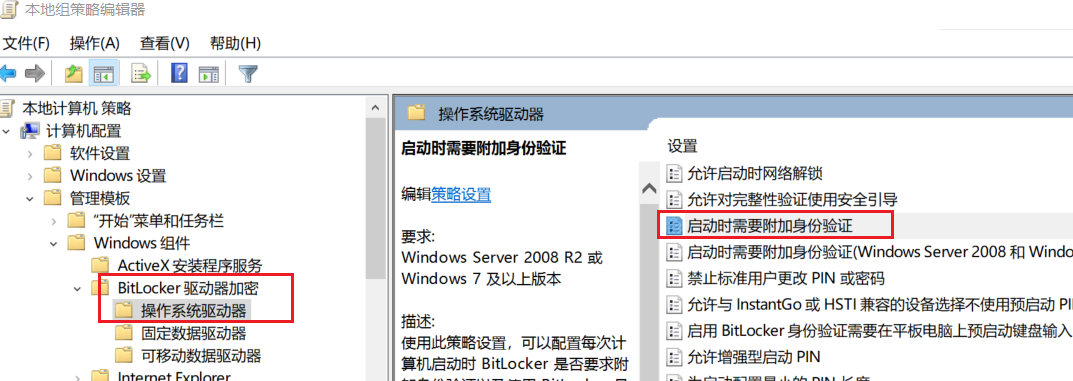 本地组策略编辑器
文件(F) 操作(A) 查看(V) 帮助(H)
本地计算机 策略
计算机配置
软件设置
Windows 设置
管理模板
“开始”菜单和任务栏
Windows 组件
ActiveX 安装程序服务
BitLocker 驱动器加密
操作系统驱动器
固定数据驱动器
可移动数据驱动器
Internet Explorer
操作系统驱动器
启动时需要附加身份验证
编辑策略设置
要求:
Windows Server 2008 R2 或
Windows 7 及以上版本
描述:
使用此策略设置，可以配置每次计
算机启动时 BitLocker 是否要求附
设置
允许启动时网络解锁
允许对完整性验证使用安全引导
启动时需要附加身份验证
启动时需要附加身份验证(Windows Server 2008 和 Windo
禁止标准用户更改 PIN 或密码
允许与 InstantGo 或 HSTI 兼容的设备选择不使用预启动 PI
启用 BitLocker 身份验证需要在平板电脑上预启动键盘输入
允许增强型启动 PIN